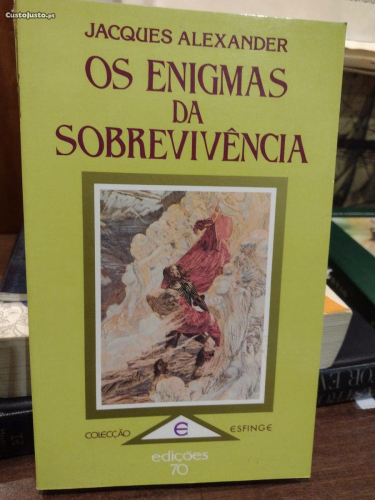 CustoJusto.pt
JACQUES ALEXANDER
OS ENIGMAS
DA
SOBREVIVÊNCIA
COLECÇÃO E ESFINGE
edições
70